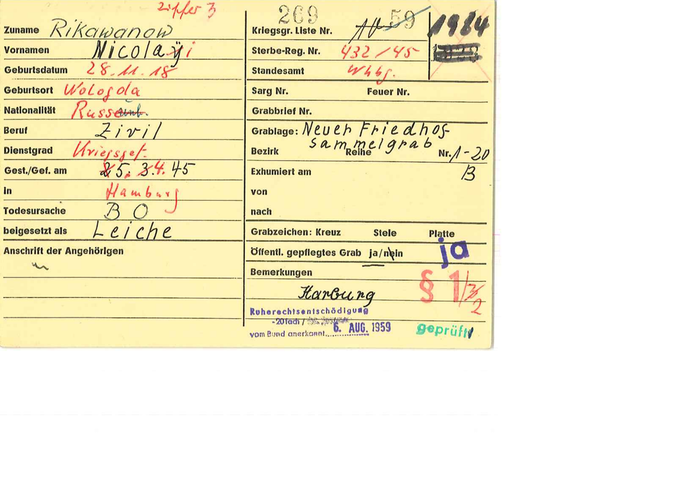 Ziffer 3
269
59
1984
Zuname Rikawanow
Kriegsgr. Liste Nr.
Vornamen Nicolaji
Sterbe-Reg. Nr. 432/45
Geburtsdatum 28.11.18
Standesamt Whbg.
Geburtsort Wologda
Sarg Nr. Feuer Nr.
Nationalität Russe
Grabbrief Nr.
Beruf Zivil
Grablage: Neuer Friedhof
Sammelgrab
Dienstgrad Kriegsgef.
Bezirk Reihe Nr. 1-20
B
Gest./Gef. am 25. 3.4.45
Exhumiert am
in Hamburg
von
Todesursache BO
nach
beigesetzt als Leiche
Grabzeichen: Kreuz Stele Platte
Anschrift der Angehörigen
Öffentl. gepflegtes Grab ja/nein ja
Bemerkungen
Harburg
§ 1/2
Ruherechtsentschädigung
-20fach /
vom Bund anerkannt 6. AUG. 1959
geprüft